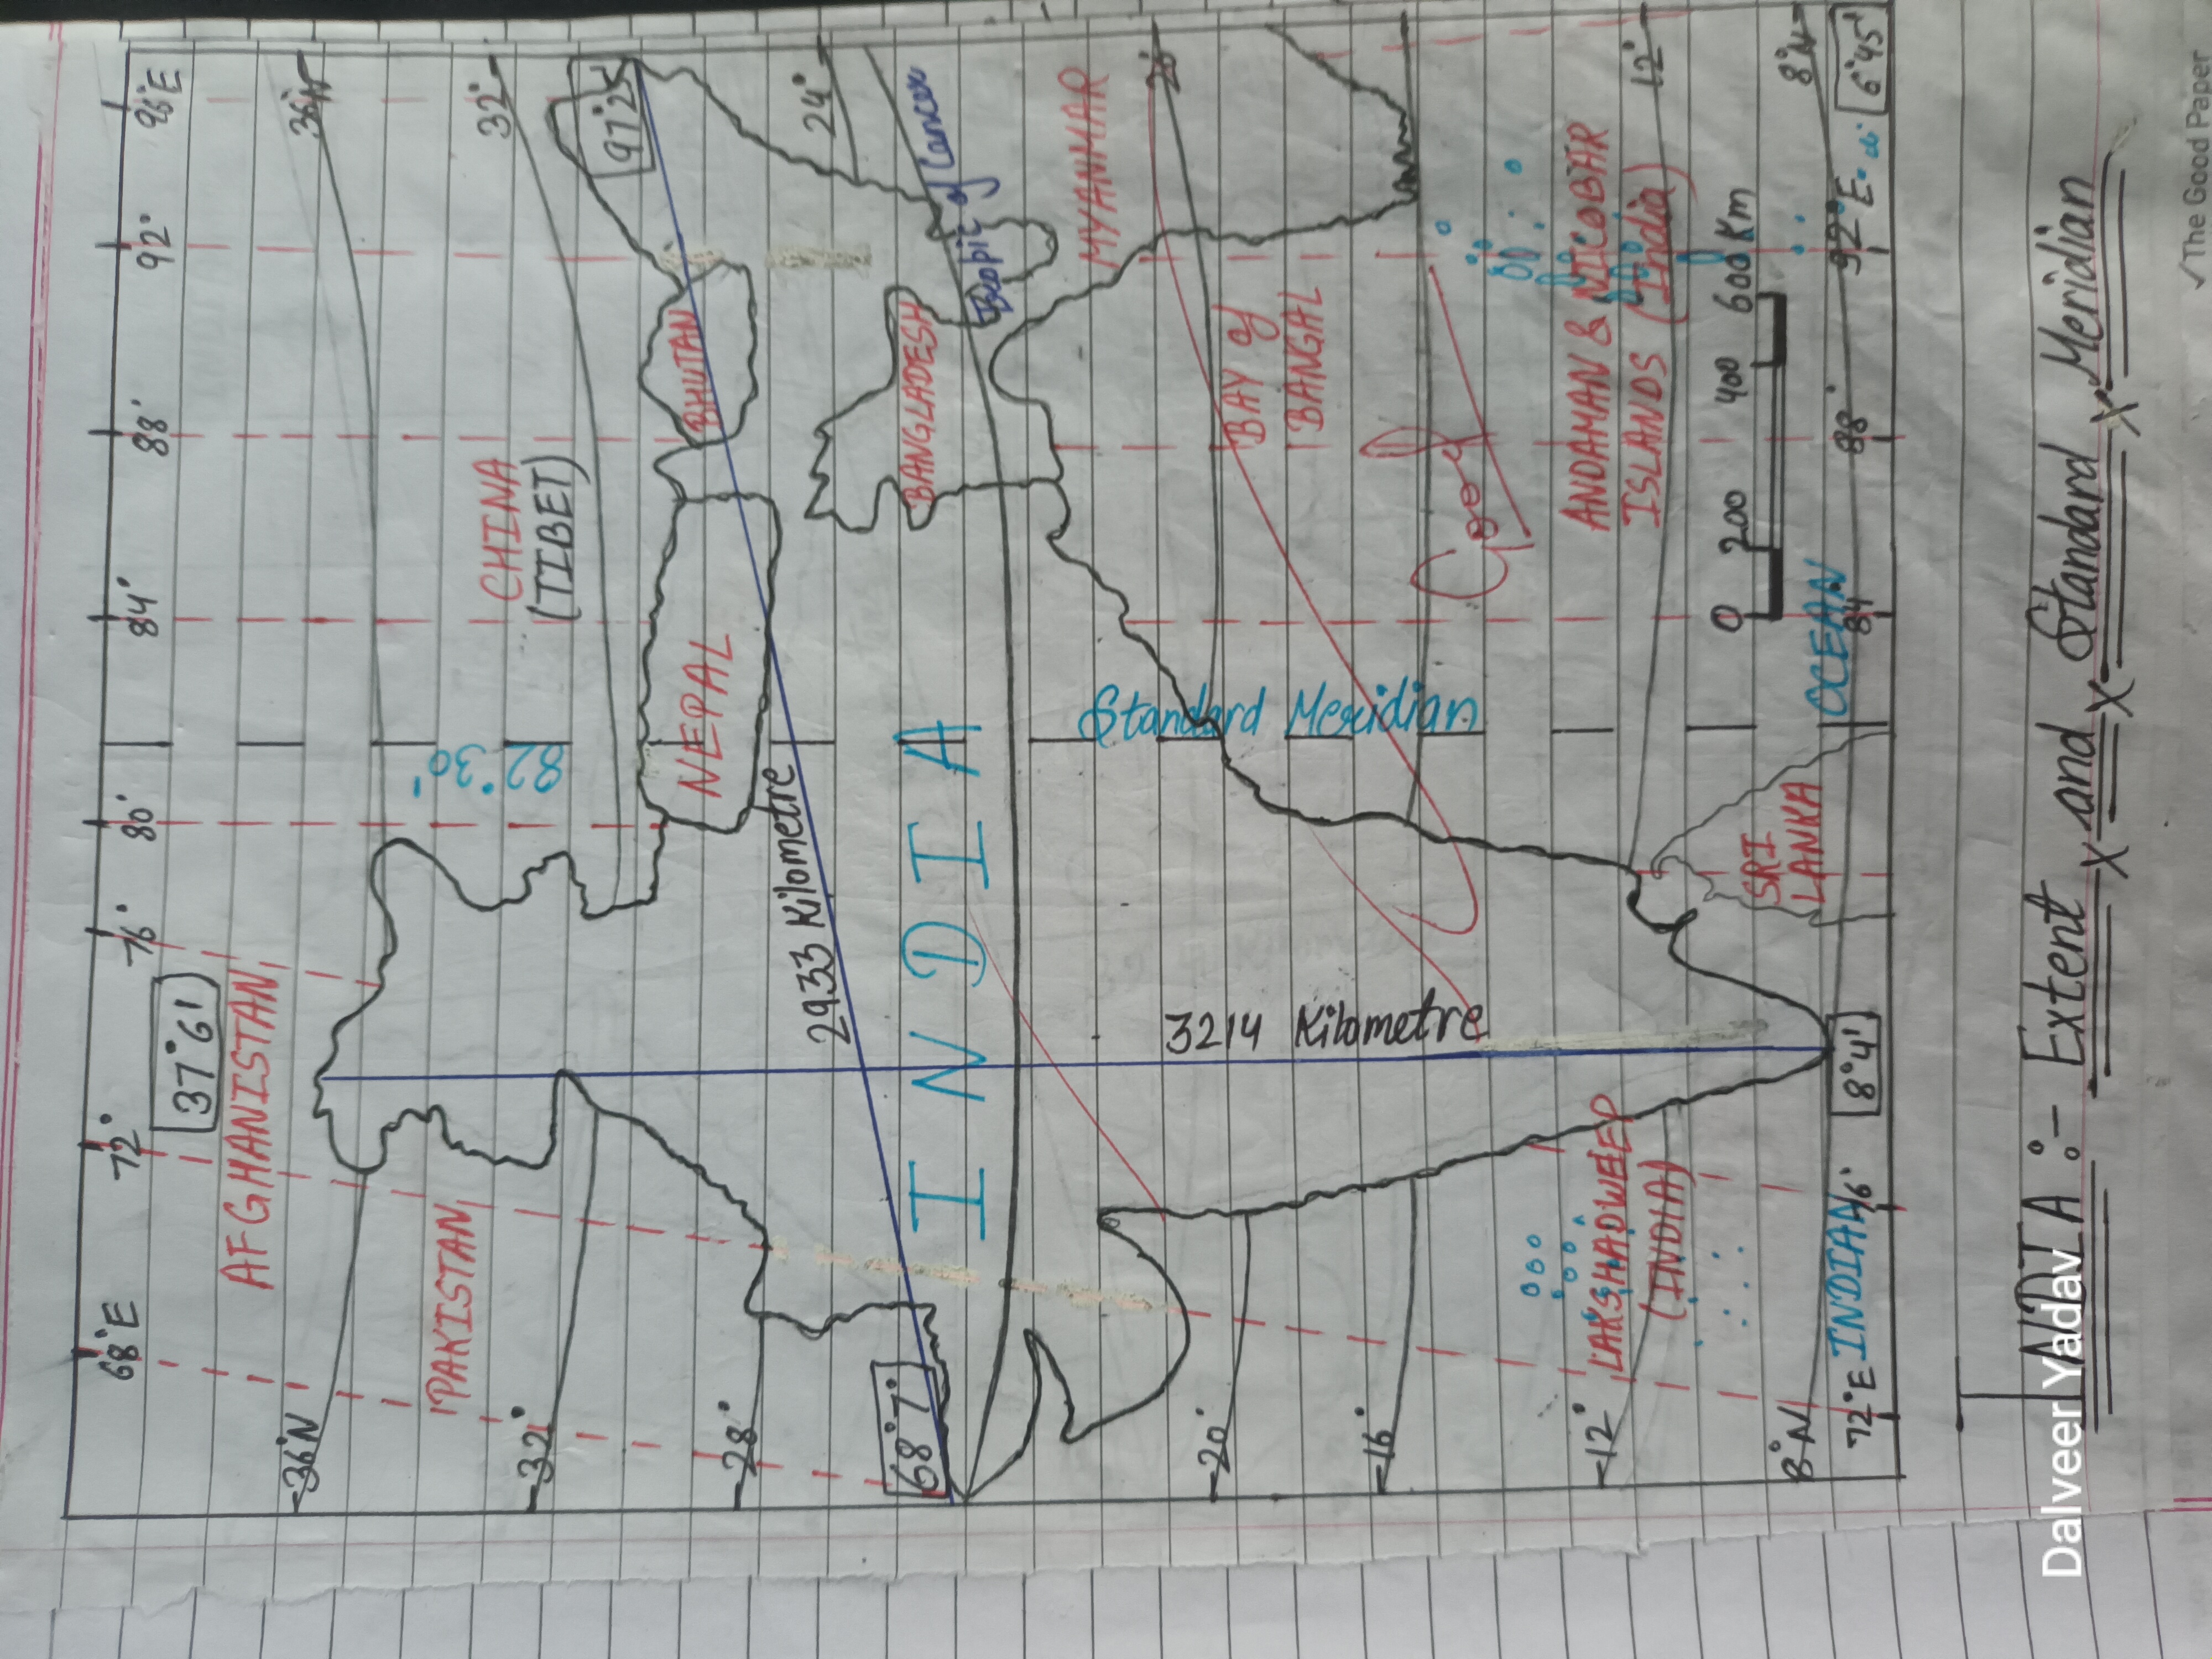 68°E 72° 76° 80° 84° 88° 92° 96°E
37°6'
AFGHANISTAN
36°N 36°N
PAKISTAN
82°30'
CHINA
(TIBET)
32° 32°
97°25'
NEPAL
BHUTAN
28°
2933 Kilometre
24°
68°7°
INDIA
BANGLADESH
Tropic of Cancer
MYANMAR
Standard Meridian
3214 Kilometre
20° 20°
BAY of
BANGAL
16°
Good
LAKSHADWEEP
(INDIA)
12° 12°
ANDAMAN & NICOBAR
ISLANDS (India)
0 200 400 600 Km
SRI
LANKA
8°N 8°N
INDIAN OCEAN
72°E 76° 8°4' 84° 88° 92°E 6°45'
INDIA :- Extent and Standard Meridian
Dalveer Yadav
The Good Paper